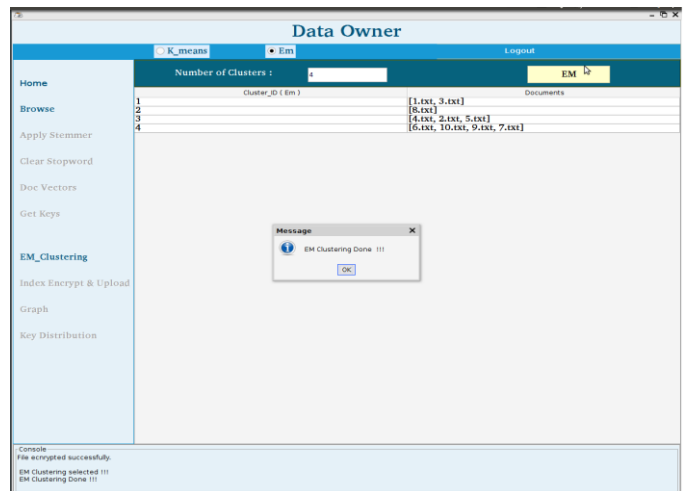 Data Owner
K_means Em Logout
Number of Clusters : 4 EM
Home
Browse
Apply Stemmer
Clear Stopword
Doc Vectors
Get Keys
EM_Clustering
Index Encrypt & Upload
Graph
Key Distribution
Cluster_ID ( Em ) Documents
1 [1.txt, 3.txt]
2 [8.txt]
3 [4.txt, 2.txt, 5.txt]
4 [6.txt, 10.txt, 9.txt, 7.txt]
Message
EM Clustering Done !!!
OK
Console
File ecnrypted successfully.
EM Clustering selected !!!
EM Clustering Done !!!